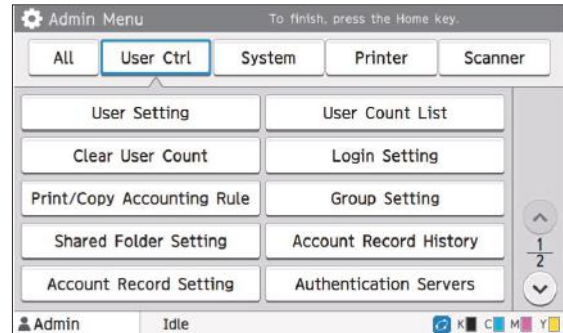 Admin Menu To finish, press the Home key.
All User Ctrl System Printer Scanner
User Setting User Count List
Clear User Count Login Setting
Print/Copy Accounting Rule Group Setting
Shared Folder Setting Account Record History
1
2
Account Record Setting Authentication Servers
Admin Idle K C M Y